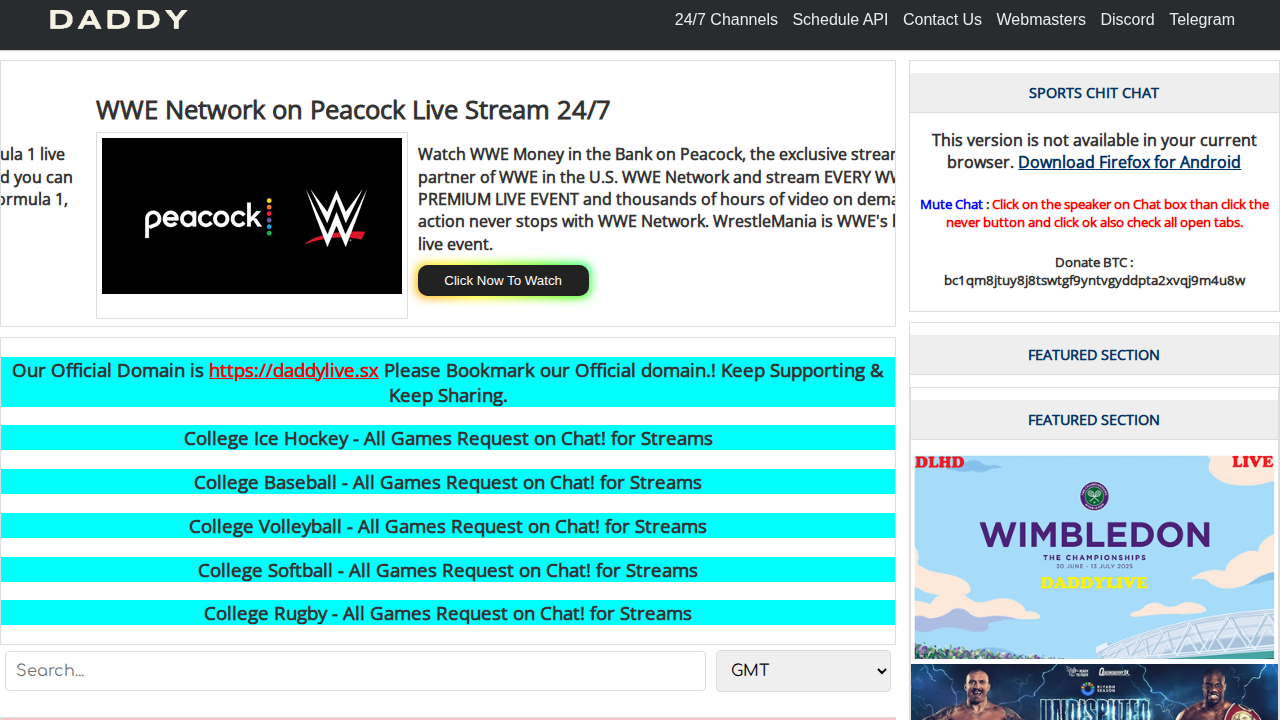 DADDY
24/7 Channels Schedule API Contact Us Webmasters Discord Telegram
WWE Network on Peacock Live Stream 24/7
ula 1 live
d you can
ormula 1,
peacock W
Watch WWE Money in the Bank on Peacock, the exclusive strear
partner of WWE in the U.S. WWE Network and stream EVERY WW
PREMIUM LIVE EVENT and thousands of hours of video on dema
action never stops with WWE Network. WrestleMania is WWE's l
live event.
Click Now To Watch
Our Official Domain is https://daddylive.sx Please Bookmark our Official domain.! Keep Supporting &
Keep Sharing.
College Ice Hockey - All Games Request on Chat! for Streams
College Baseball - All Games Request on Chat! for Streams
College Volleyball - All Games Request on Chat! for Streams
College Softball - All Games Request on Chat! for Streams
College Rugby - All Games Request on Chat! for Streams
Search...
GMT
SPORTS CHIT CHAT
This version is not available in your current
browser. Download Firefox for Android
Mute Chat : Click on the speaker on Chat box than click the
never button and click ok also check all open tabs.
Donate BTC :
bc1qm8jtuy8j8tswtgf9yntvgyddpta2xvqj9m4u8w
FEATURED SECTION
FEATURED SECTION
DLHD LIVE
WIMBLEDON
THE CHAMPIONSHIPS
30 JUNE - 13 JULY 2025
DADDYLIVE
RIYADH
SEASON
UNDISPUTED